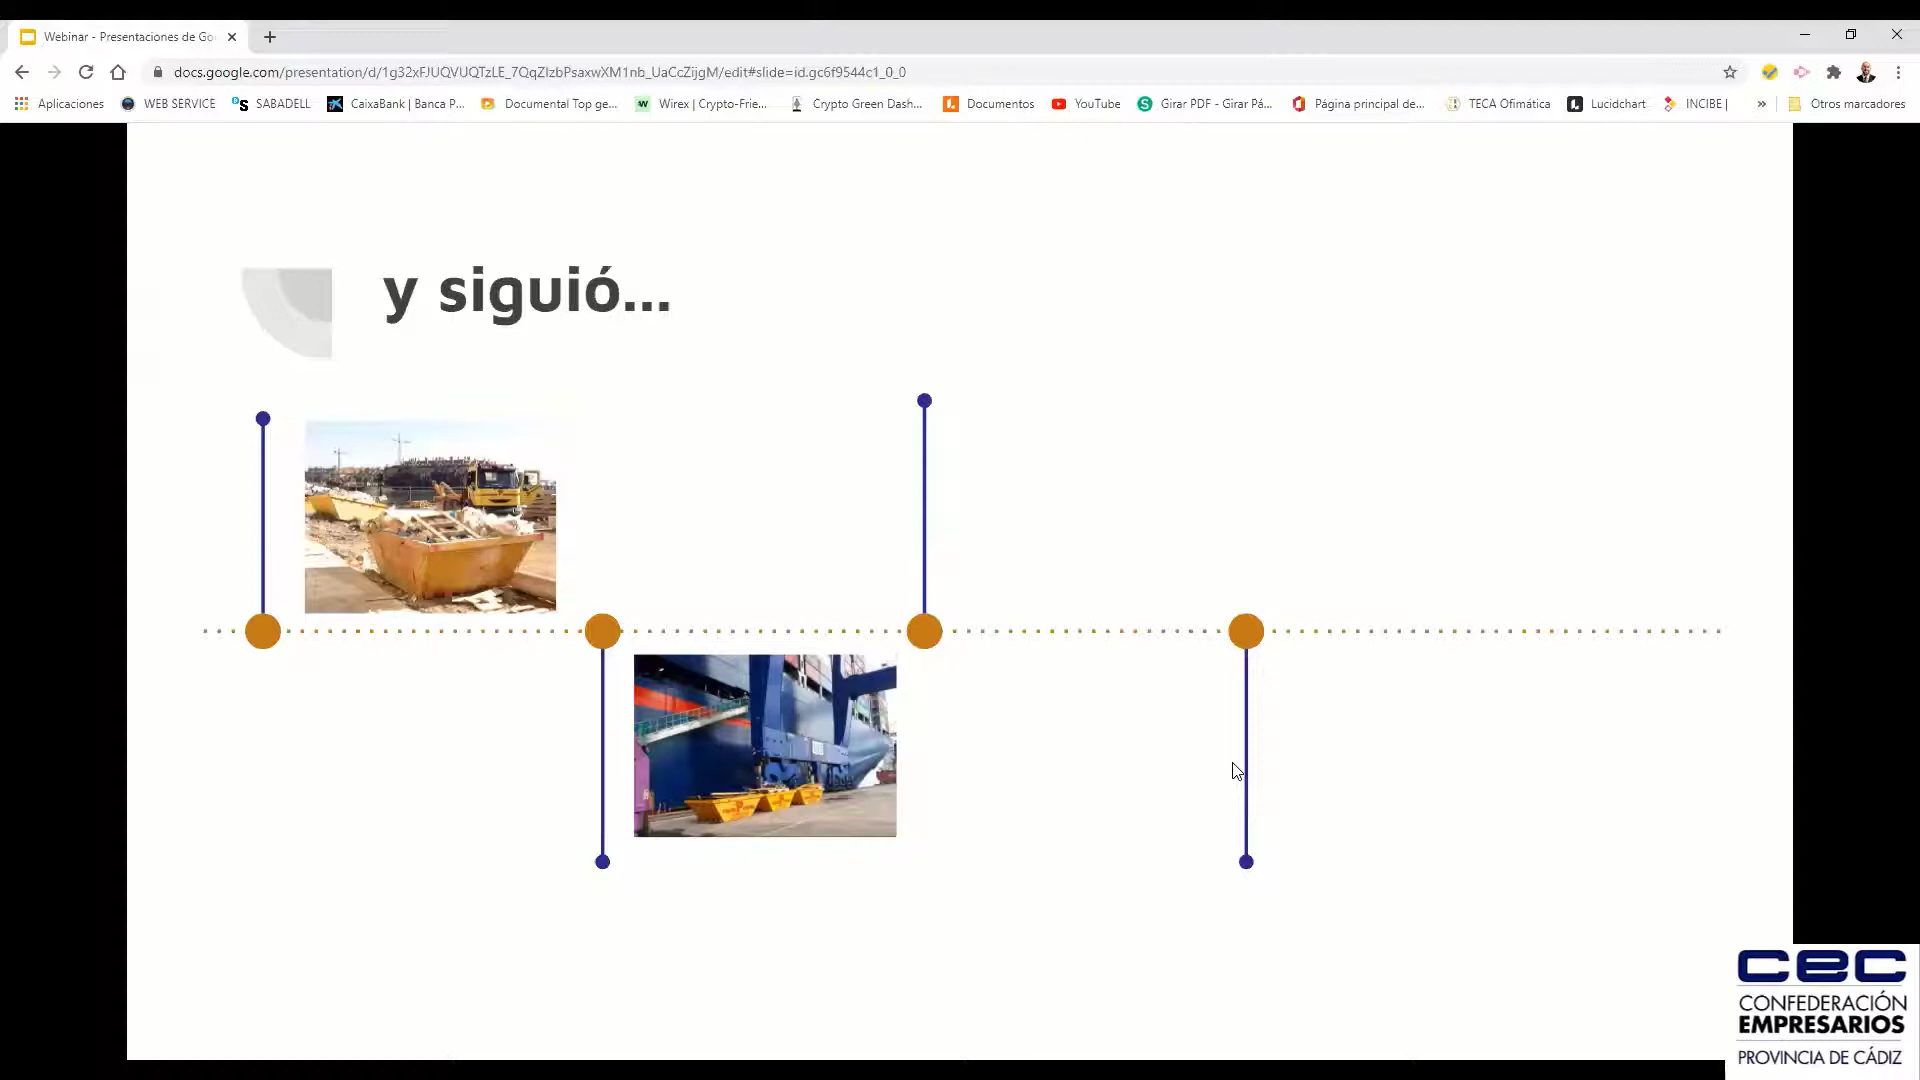 Webinar - Presentaciones de Go
docs.google.com/presentation/d/1g32xFJUQVUQTzLE_7QqZIzbPsaxwXM1nb_UaCcZijgM/edit#slide=id.gc6f9544c1_0_0
Aplicaciones WEB SERVICE SABADELL CaixaBank | Banca P... Documental Top ge... Wirex | Crypto-Frie... Crypto Green Dash... Documentos YouTube Girar PDF - Girar Pá... Página principal de... TECA Ofimática Lucidchart INCIBE | » Otros marcadores
y siguió...
cec
CONFEDERACIÓN
EMPRESARIOS
PROVINCIA DE CÁDIZ